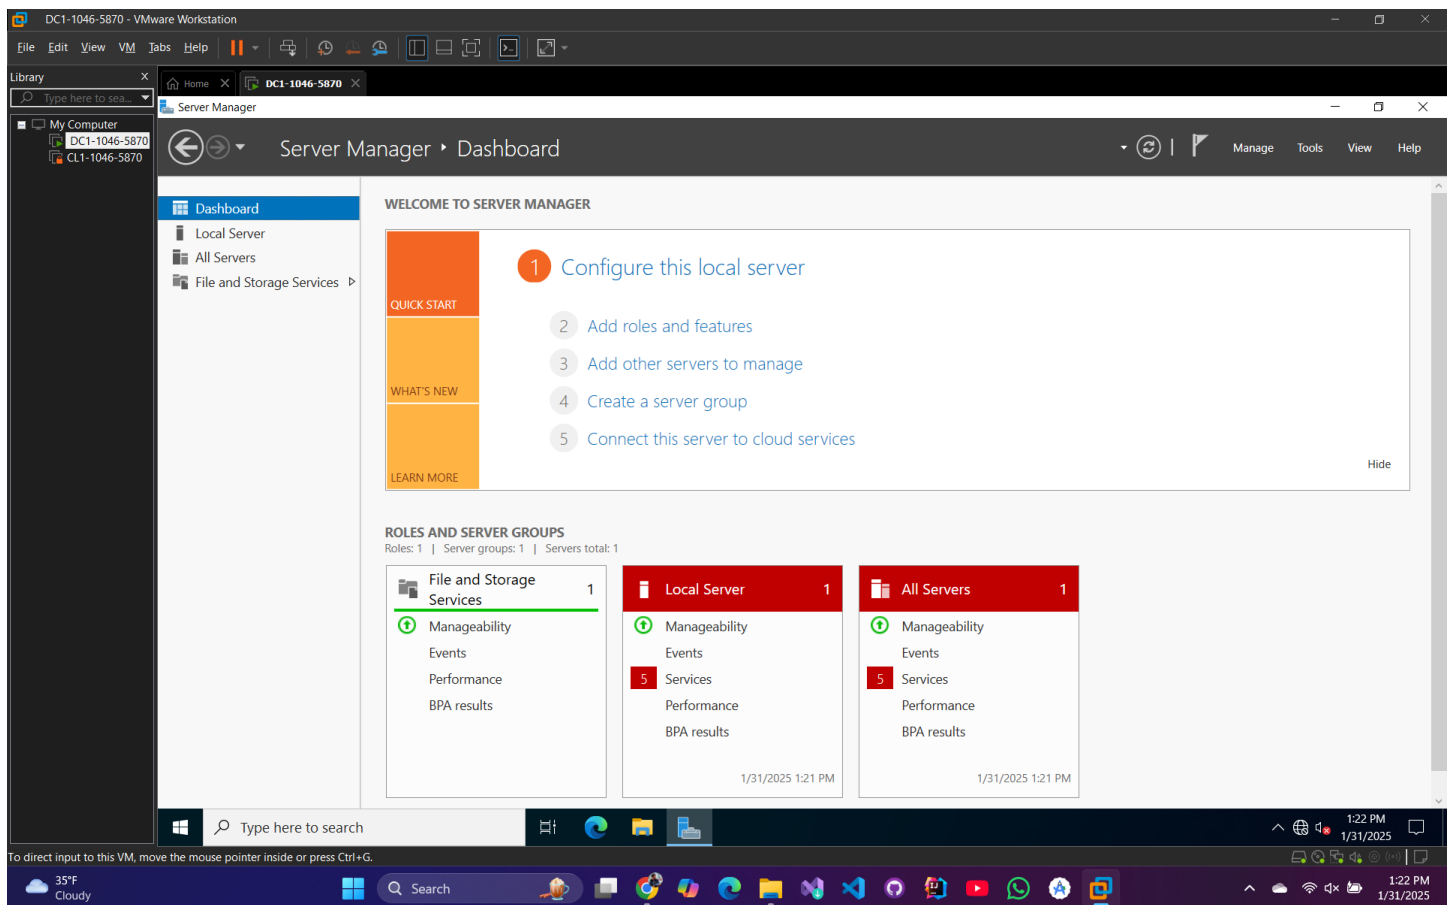 DC1-1046-5870 - VMware Workstation
File Edit View VM Tabs Help
Library X
Type here to sea...
My Computer
DC1-1046-5870
CL1-1046-5870
Home X DC1-1046-5870 X
Server Manager
Server Manager • Dashboard
Manage Tools View Help
Dashboard
Local Server
All Servers
File and Storage Services
WELCOME TO SERVER MANAGER
QUICK START
WHAT'S NEW
LEARN MORE
1 Configure this local server
2 Add roles and features
3 Add other servers to manage
4 Create a server group
5 Connect this server to cloud services
Hide
ROLES AND SERVER GROUPS
Roles: 1 | Server groups: 1 | Servers total: 1
File and Storage
Services 1
Manageability
Events
Performance
BPA results
Local Server 1
Manageability
Events
5 Services
Performance
BPA results
1/31/2025 1:21 PM
All Servers 1
Manageability
Events
5 Services
Performance
BPA results
1/31/2025 1:21 PM
Type here to search
1:22 PM
1/31/2025
To direct input to this VM, move the mouse pointer inside or press Ctrl+G.
35°F
Cloudy
Search
1:22 PM
1/31/2025